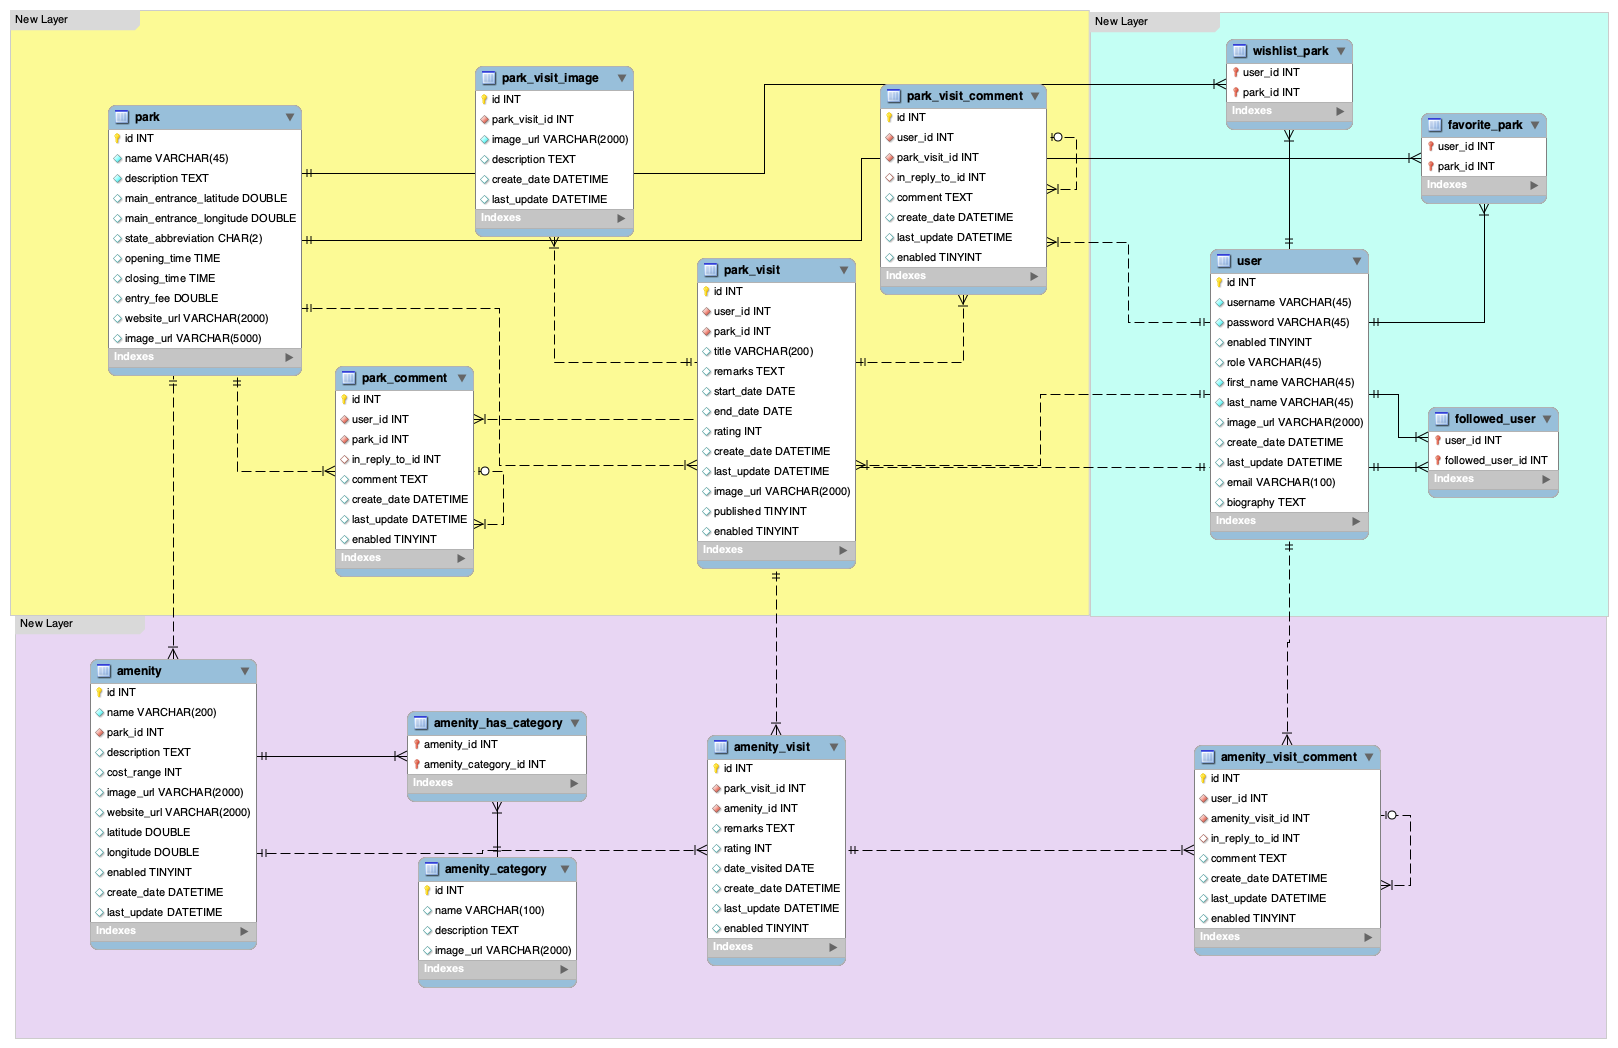 New Layer
park
id INT
name VARCHAR(45)
description TEXT
main_entrance_latitude DOUBLE
main_entrance_longitude DOUBLE
state_abbreviation CHAR(2)
opening_time TIME
closing_time TIME
entry_fee DOUBLE
website_url VARCHAR(2000)
image_url VARCHAR(5000)
Indexes
park_visit_image
id INT
park_visit_id INT
image_url VARCHAR(2000)
description TEXT
create_date DATETIME
last_update DATETIME
Indexes
park_visit_comment
id INT
user_id INT
park_visit_id INT
in_reply_to_id INT
comment TEXT
create_date DATETIME
last_update DATETIME
enabled TINYINT
Indexes
park_comment
id INT
user_id INT
park_id INT
in_reply_to_id INT
comment TEXT
create_date DATETIME
last_update DATETIME
enabled TINYINT
Indexes
park_visit
id INT
user_id INT
park_id INT
title VARCHAR(200)
remarks TEXT
start_date DATE
end_date DATE
rating INT
create_date DATETIME
last_update DATETIME
image_url VARCHAR(2000)
published TINYINT
enabled TINYINT
Indexes
New Layer
wishlist_park
user_id INT
park_id INT
Indexes
favorite_park
user_id INT
park_id INT
Indexes
user
id INT
username VARCHAR(45)
password VARCHAR(45)
enabled TINYINT
role VARCHAR(45)
first_name VARCHAR(45)
last_name VARCHAR(45)
image_url VARCHAR(2000)
create_date DATETIME
last_update DATETIME
email VARCHAR(100)
biography TEXT
Indexes
followed_user
user_id INT
followed_user_id INT
Indexes
New Layer
amenity
id INT
name VARCHAR(200)
park_id INT
description TEXT
cost_range INT
image_url VARCHAR(2000)
website_url VARCHAR(2000)
latitude DOUBLE
longitude DOUBLE
enabled TINYINT
create_date DATETIME
last_update DATETIME
Indexes
amenity_has_category
amenity_id INT
amenity_category_id INT
Indexes
amenity_category
id INT
name VARCHAR(100)
description TEXT
image_url VARCHAR(2000)
Indexes
amenity_visit
id INT
park_visit_id INT
amenity_id INT
remarks TEXT
rating INT
date_visited DATE
create_date DATETIME
last_update DATETIME
enabled TINYINT
Indexes
amenity_visit_comment
id INT
user_id INT
amenity_visit_id INT
in_reply_to_id INT
comment TEXT
create_date DATETIME
last_update DATETIME
enabled TINYINT
Indexes